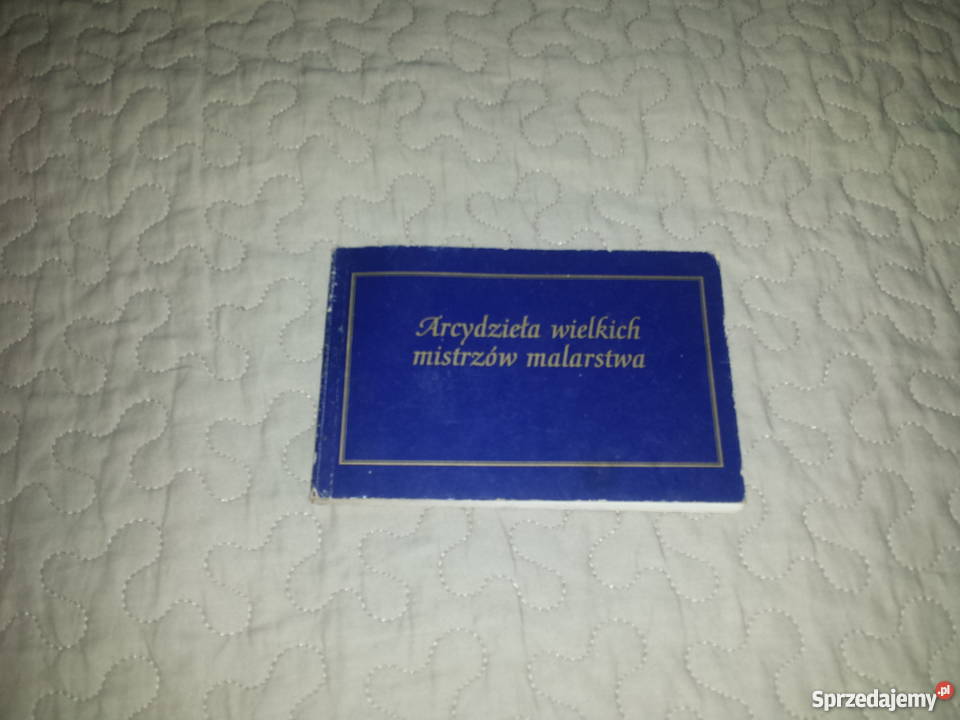 Arcydzieła wielkich
mistrzów malarstwa
Sprzedajemy.pl